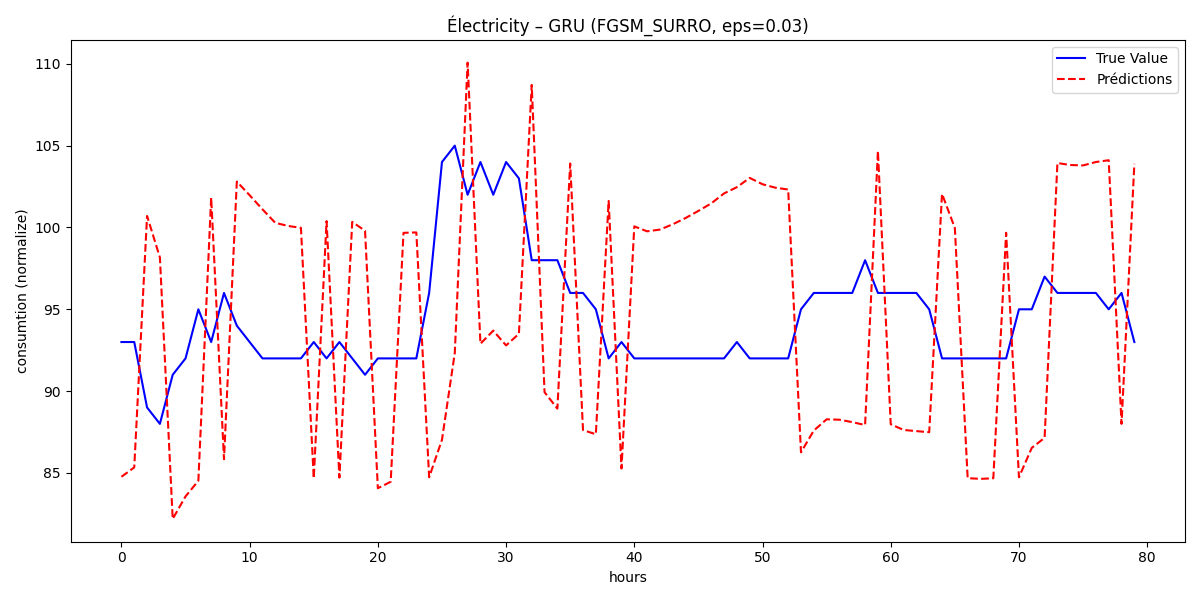 Électricity – GRU (FGSM_SURRO, eps=0.03)
True Value
Prédictions
consumtion (normalize)
110
105
100
95
90
85
0 10 20 30 40 50 60 70 80
hours